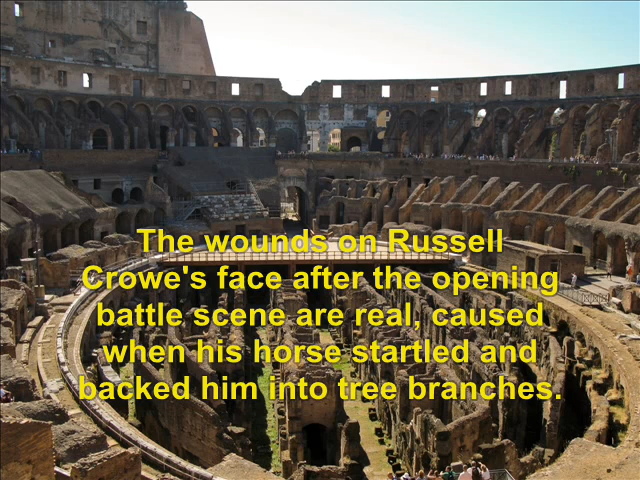 The wounds on Russell
Crowe's face after the opening
battle scene are real, caused
when his horse startled and
backed him into tree branches.